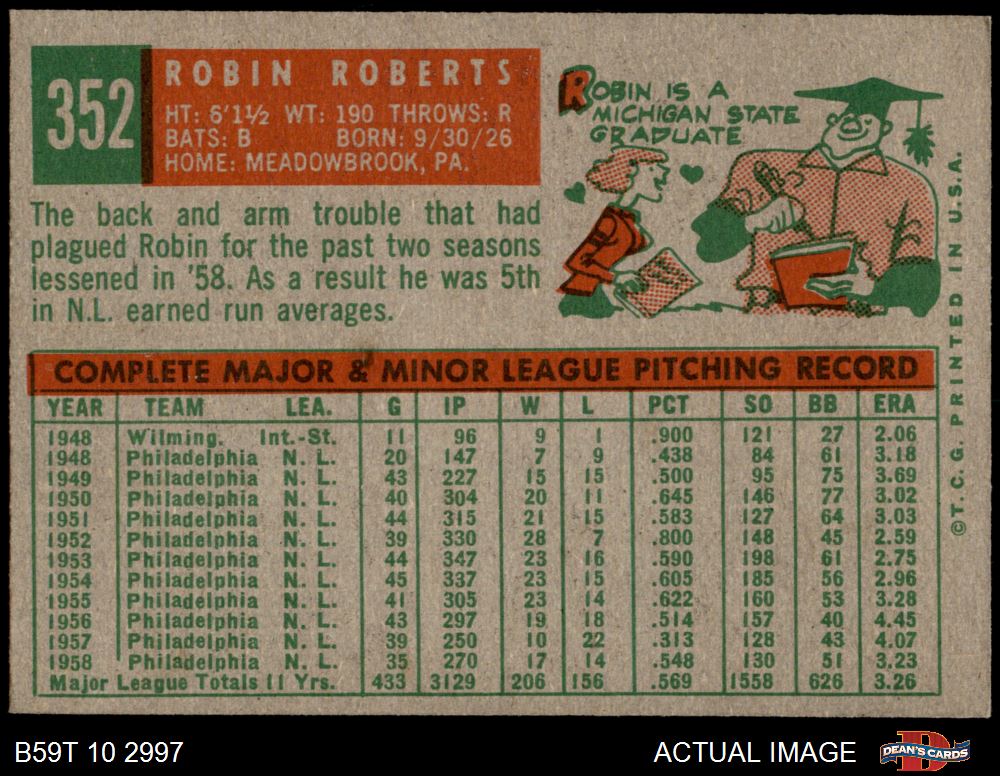 352
ROBIN ROBERTS
HT: 6'11½ WT: 190 THROWS: R
BATS: B BORN: 9/30/26
HOME: MEADOWBROOK, PA.
The back and arm trouble that had
plagued Robin for the past two seasons
lessened in '58. As a result he was 5th
in N.L. earned run averages.
ROBIN IS A
MICHIGAN STATE
GRADUATE
COMPLETE MAJOR & MINOR LEAGUE PITCHING RECORD
YEAR TEAM LEA. G IP W L PCT SO BB ERA
1948 Wilming. Int.-St. 11 96 9 1 .900 121 27 2.06
1948 Philadelphia N. L. 20 147 7 9 .438 84 61 3.18
1949 Philadelphia N. L. 43 227 15 15 .500 95 75 3.69
1950 Philadelphia N. L. 40 304 20 11 .645 146 77 3.02
1951 Philadelphia N. L. 44 315 21 15 .583 127 64 3.03
1952 Philadelphia N. L. 39 330 28 7 .800 148 45 2.59
1953 Philadelphia N. L. 44 347 23 16 .590 198 61 2.75
1954 Philadelphia N. L. 45 337 23 15 .605 185 56 2.96
1955 Philadelphia N. L. 41 305 23 14 .622 160 53 3.28
1956 Philadelphia N. L. 43 297 19 18 .514 157 40 4.45
1957 Philadelphia N. L. 39 250 10 22 .313 128 43 4.07
1958 Philadelphia N. L. 35 270 17 14 .548 130 51 3.23
Major League Totals 11 Yrs. 433 3129 206 156 .569 1558 626 3.26
©T.C.G. PRINTED IN U.S.A.
B59T 10 2997
ACTUAL IMAGE
D
DEAN'S CARDS